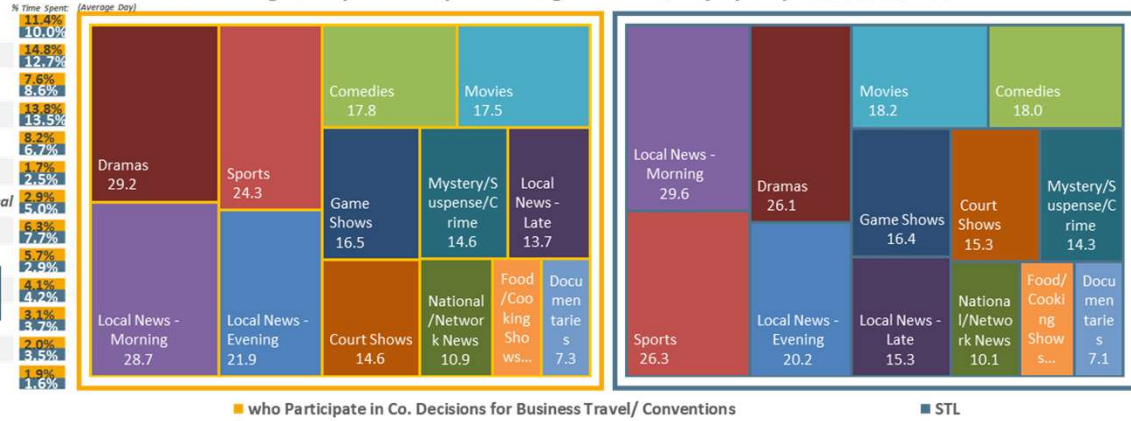 % Time Spent: (Average Day)
11.4%
10.0%
14.8%
12.7%
7.6%
8.6%
13.8%
13.5%
8.2%
6.7%
1.7%
2.5%
2.9%
5.0%
6.3%
7.7%
5.7%
2.9%
4.1%
4.2%
3.1%
3.7%
2.0%
3.5%
1.9%
1.6%
Dramas
29.2
Local News -
Morning
28.7
Sports
24.3
Local News -
Evening
21.9
Comedies
17.8
Movies
17.5
Game
Shows
16.5
Mystery/S
uspense/C
rime
14.6
Local
News -
Late
13.7
Court Shows
14.6
National
/Networ
k News
10.9
Food
/Coo
king
Sho
ws...
Docu
men
tarie
s
7.3
Local News -
Morning
29.6
Sports
26.3
Dramas
26.1
Local News -
Evening
20.2
Movies
18.2
Comedies
18.0
Game Shows
16.4
Court
Shows
15.3
Mystery/S
uspense/C
rime
14.3
Local News -
Late
15.3
Nationa
l/Netwo
rk News
10.1
Food/
Cooki
ng
Show
s...
Docu
men
tarie
s
7.1
who Participate in Co. Decisions for Business Travel/ Conventions
STL